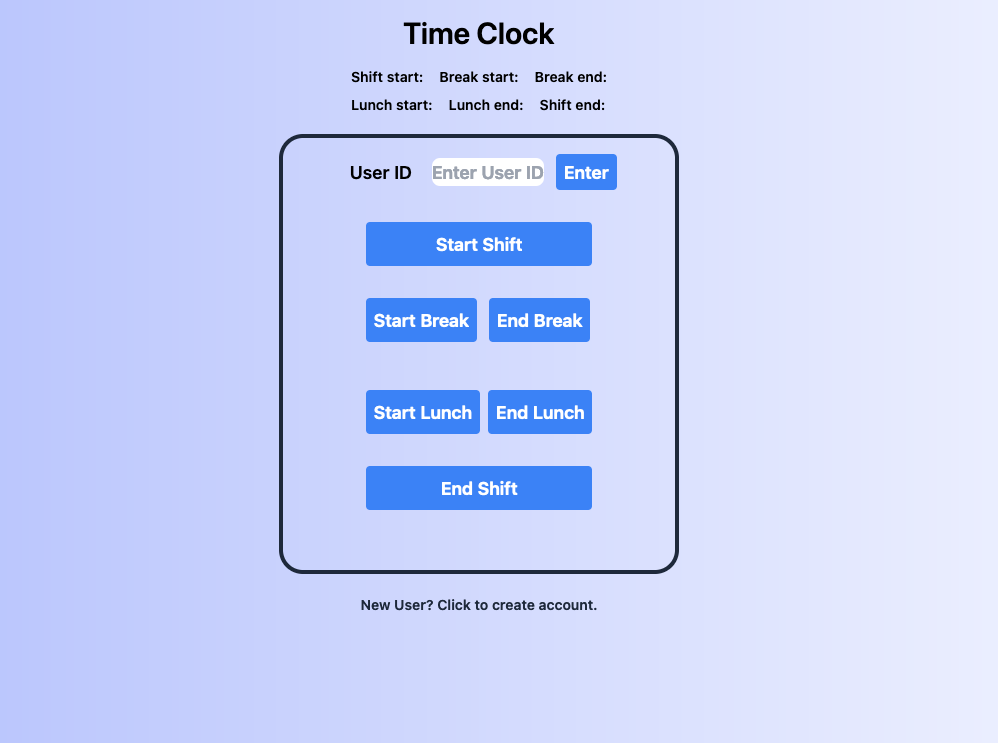 Time Clock
Shift start: Break start: Break end:
Lunch start: Lunch end: Shift end:
User ID Enter User ID Enter
Start Shift
Start Break End Break
Start Lunch End Lunch
End Shift
New User? Click to create account.